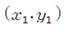 (x₁, y₁)